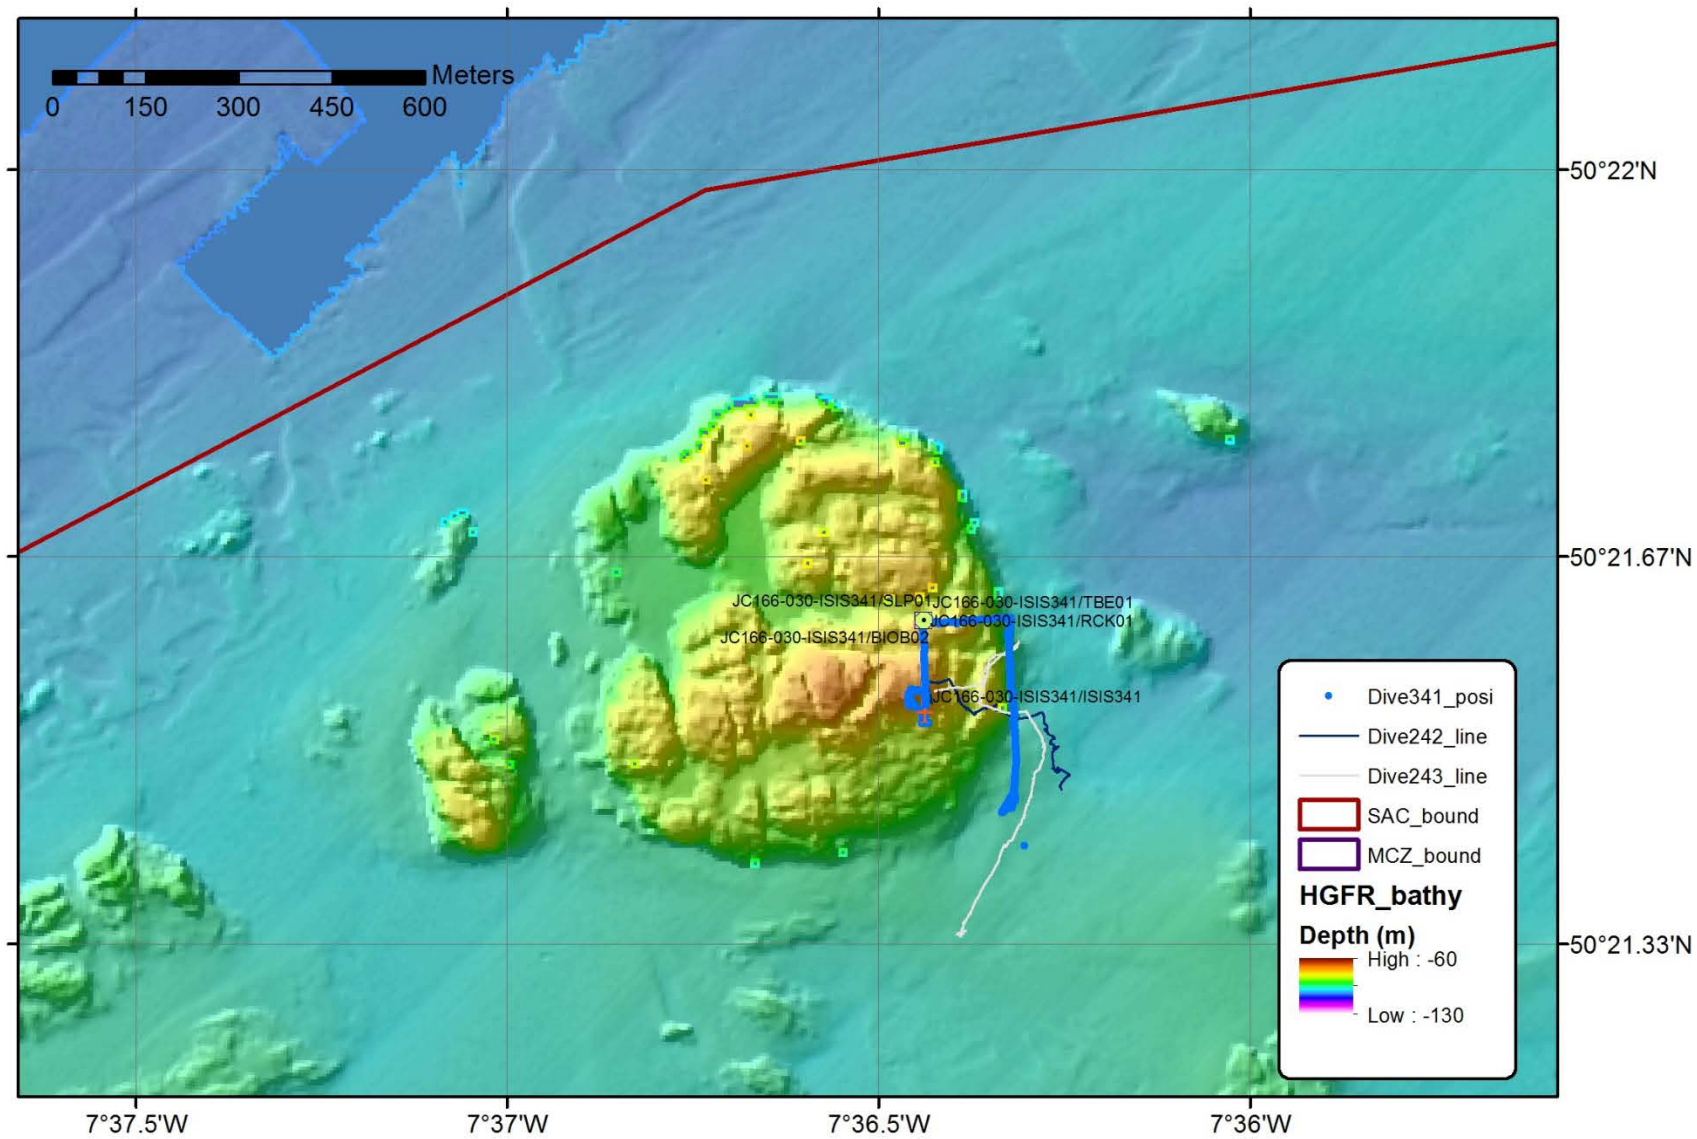 Meters
0 150 300 450 600
50°22'N
50°21.67'N
JC166-030-ISIS341/SLP01
JC166-030-ISIS341/TBE01
JC166-030-ISIS341/RCK01
JC166-030-ISIS341/BIOB02
JC166-030-ISIS341/ISIS341
Dive341_posi
Dive242_line
Dive243_line
SAC_bound
MCZ_bound
HGFR_bathy
Depth (m)
High : -60
Low : -130
50°21.33'N
7°37.5'W 7°37'W 7°36.5'W 7°36'W